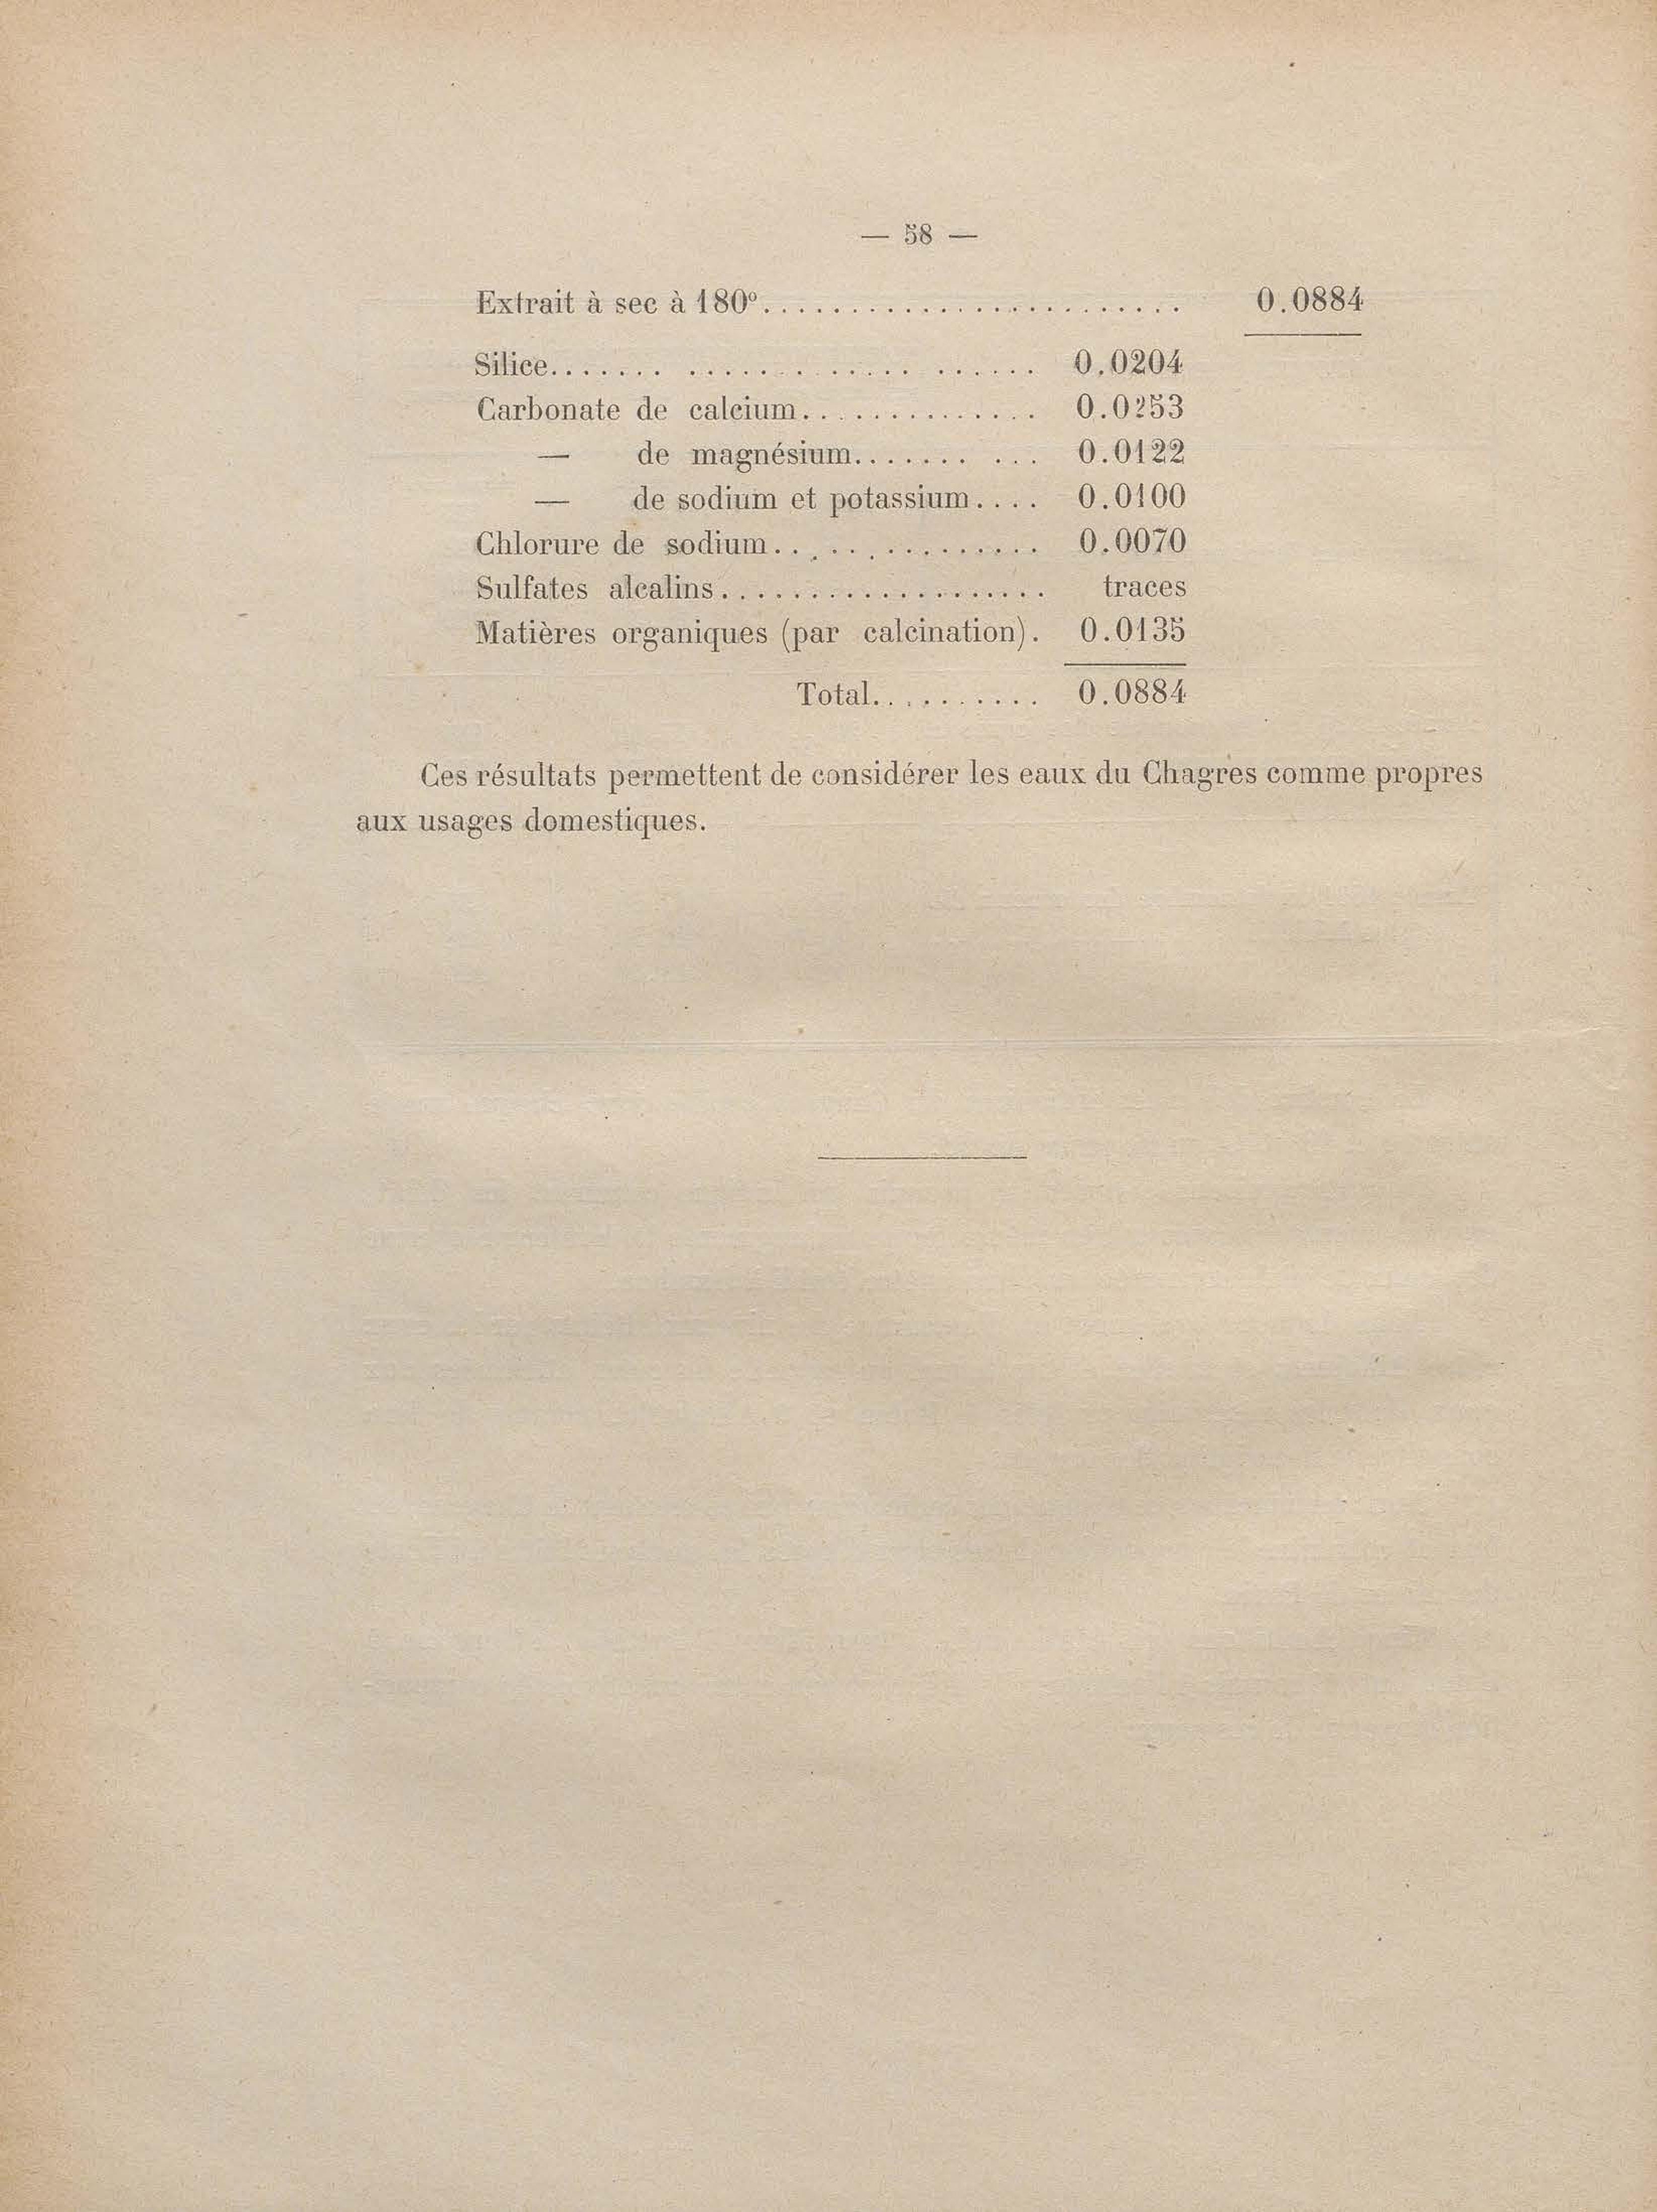 — 58 —
Extrait à sec à 180°........................ 0.0884
Silice....... ............. ...... 0.0204
Carbonate de calcium.............. 0.0253
— de magnésium....... ... 0.0122
— de sodium et potassium.... 0.0100
Chlorure de sodium............... 0.0070
Sulfates alcalins................... traces
Matières organiques (par calcination). 0.0135
Total.......... 0.0884
Ces résultats permettent de considérer les eaux du Chagres comme propres
aux usages domestiques.